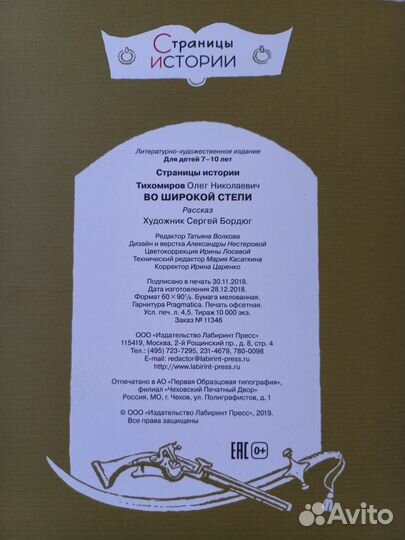 Страницы
ИСТОРИИ
Литературно-художественное издание
Для детей 7–10 лет
Страницы истории
Тихомиров Олег Николаевич
ВО ШИРОКОЙ СТЕПИ
Рассказ
Художник Сергей Бордюг
Редактор Татьяна Волкова
Дизайн и верстка Александры Нестеровой
Цветокоррекция Ирины Лосевой
Технический редактор Мария Касаткина
Корректор Ирина Царенко
Подписано в печать 30.11.2018.
Дата изготовления 28.12.2018.
Формат 60 × 90 1/8. Бумага мелованная.
Гарнитура Pragmatica. Печать офсетная.
Усл. печ. л. 4,5. Тираж 10 000 экз.
Заказ № 11346
ООО «Издательство Лабиринт Пресс»
115419, Москва, 2-й Рощинский пр., д. 8, стр. 4
Тел.: (495) 723-7295, 231-4679, 780-0098
E-mail: redactor@labirint-press.ru
http://www.labirint-press.ru
Отпечатано в АО «Первая Образцовая типография»,
филиал «Чеховский Печатный Двор»
Россия, МО, г. Чехов, ул. Полиграфистов, д. 1
© ООО «Издательство Лабиринт Пресс», 2019.
Все права защищены
EAC 0+
Avito